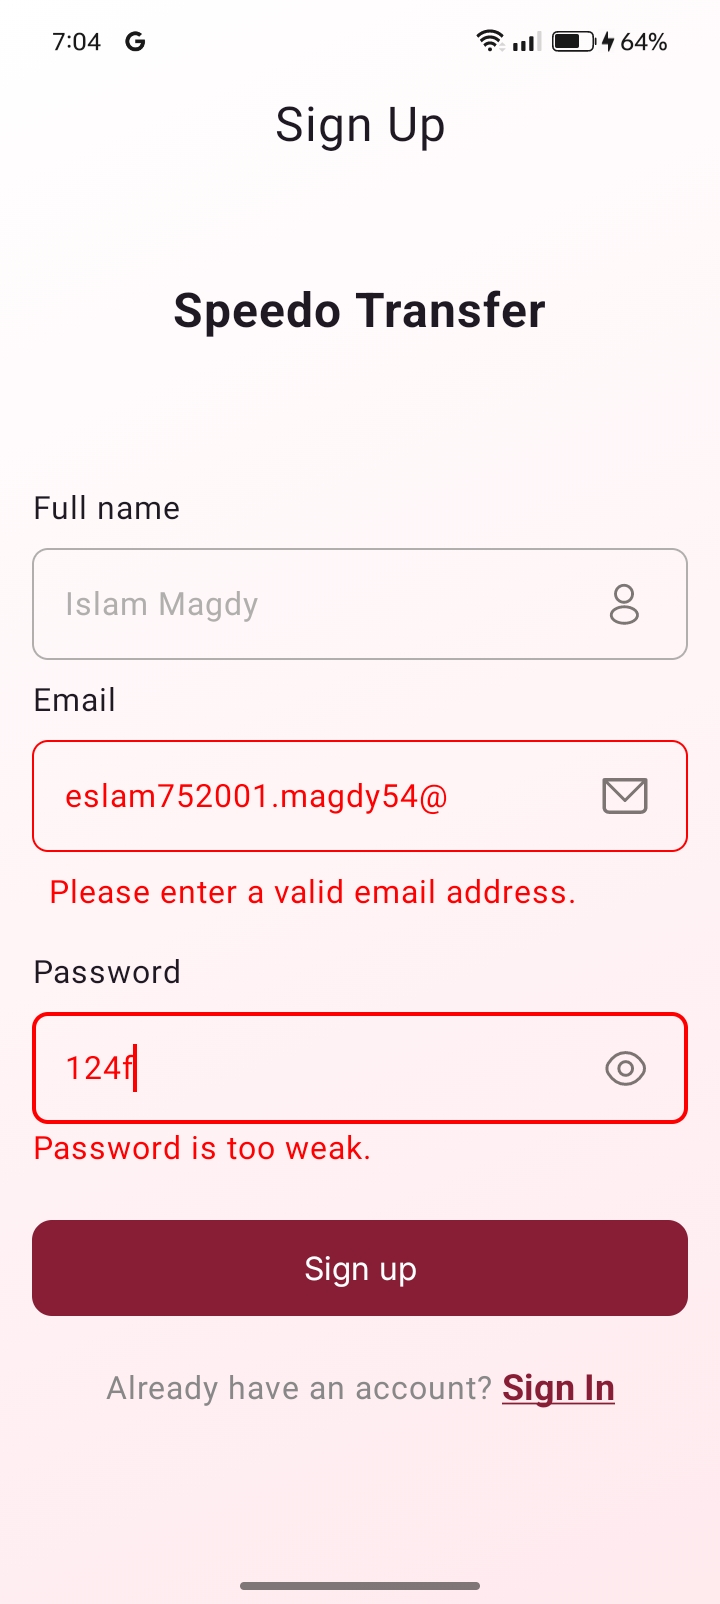 7:04 G 64%
Sign Up
Speedo Transfer
Full name
Islam Magdy
Email
eslam752001.magdy54@
Please enter a valid email address.
Password
124f
Password is too weak.
Sign up
Already have an account? Sign In